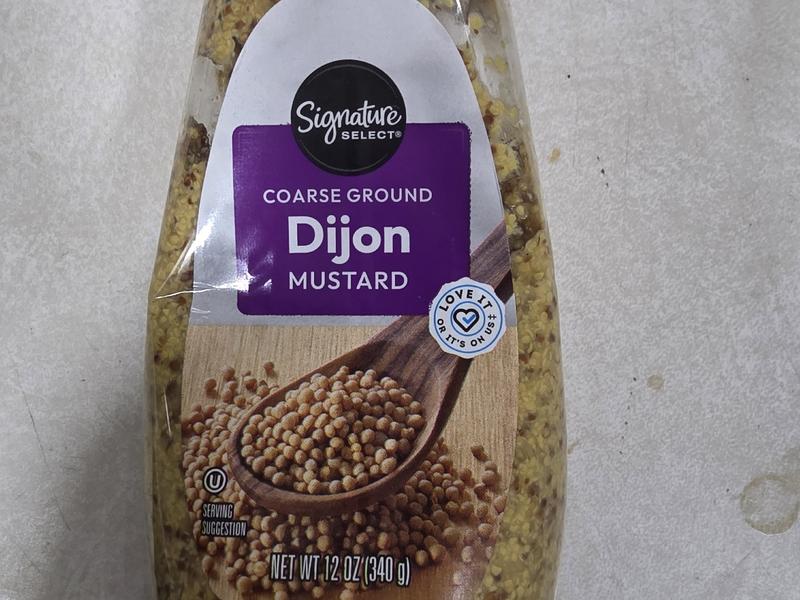 Signature
SELECT®
COARSE GROUND
Dijon
MUSTARD
LOVE IT
OR IT'S ON US‡
U
SERVING
SUGGESTION
NET WT 12 OZ (340 g)